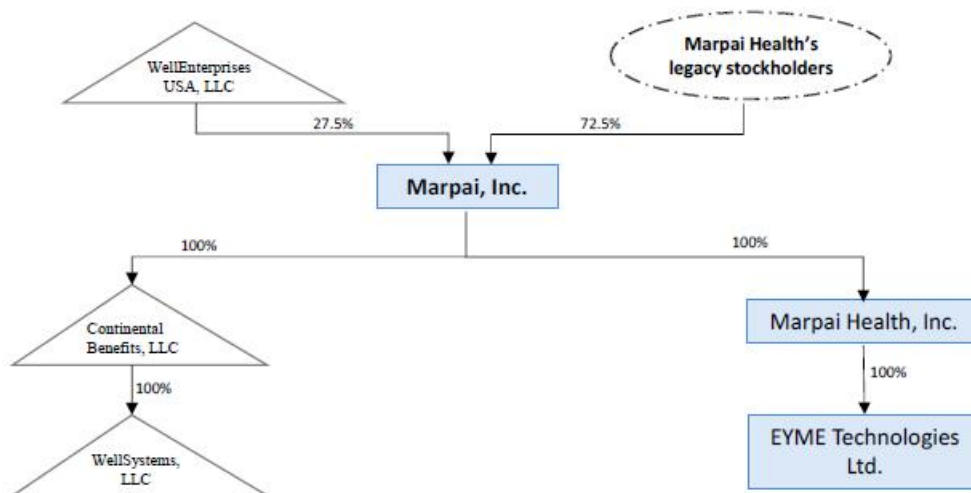 WellEnterprises
USA, LLC
Marpai Health's
legacy stockholders
27.5%
72.5%
Marpai, Inc.
100%
100%
Continental
Benefits, LLC
Marpai Health, Inc.
100%
100%
WellSystems,
LLC
EYME Technologies
Ltd.